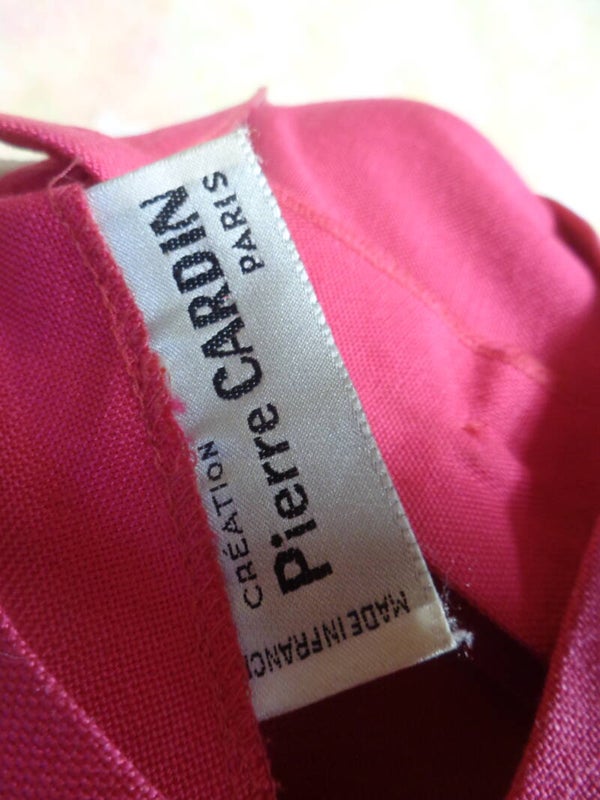 CRÉATION
Pierre CARDIN
PARIS
MADE IN FRANC